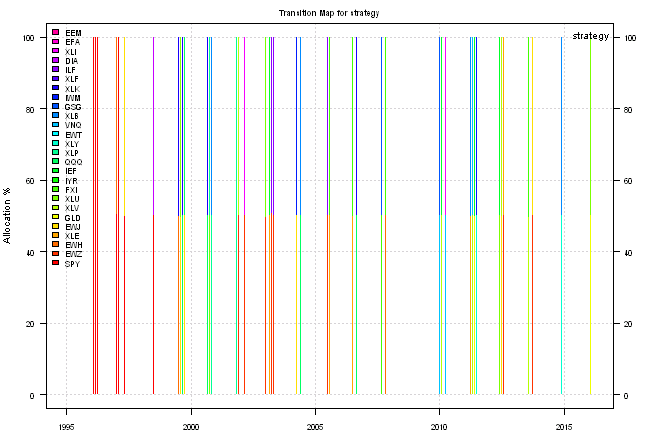 Transition Map for strategy
strategy
Allocation %
100
80
60
40
20
0
100
80
60
40
20
0
EEM
EFA
XLI
DIA
ILF
XLF
XLK
IWM
GSG
XLB
VNQ
EWT
XLY
XLP
QQQ
IEF
IYR
FXI
XLU
XLV
GLD
EWJ
XLE
EWH
EWZ
SPY
1995
2000
2005
2010
2015